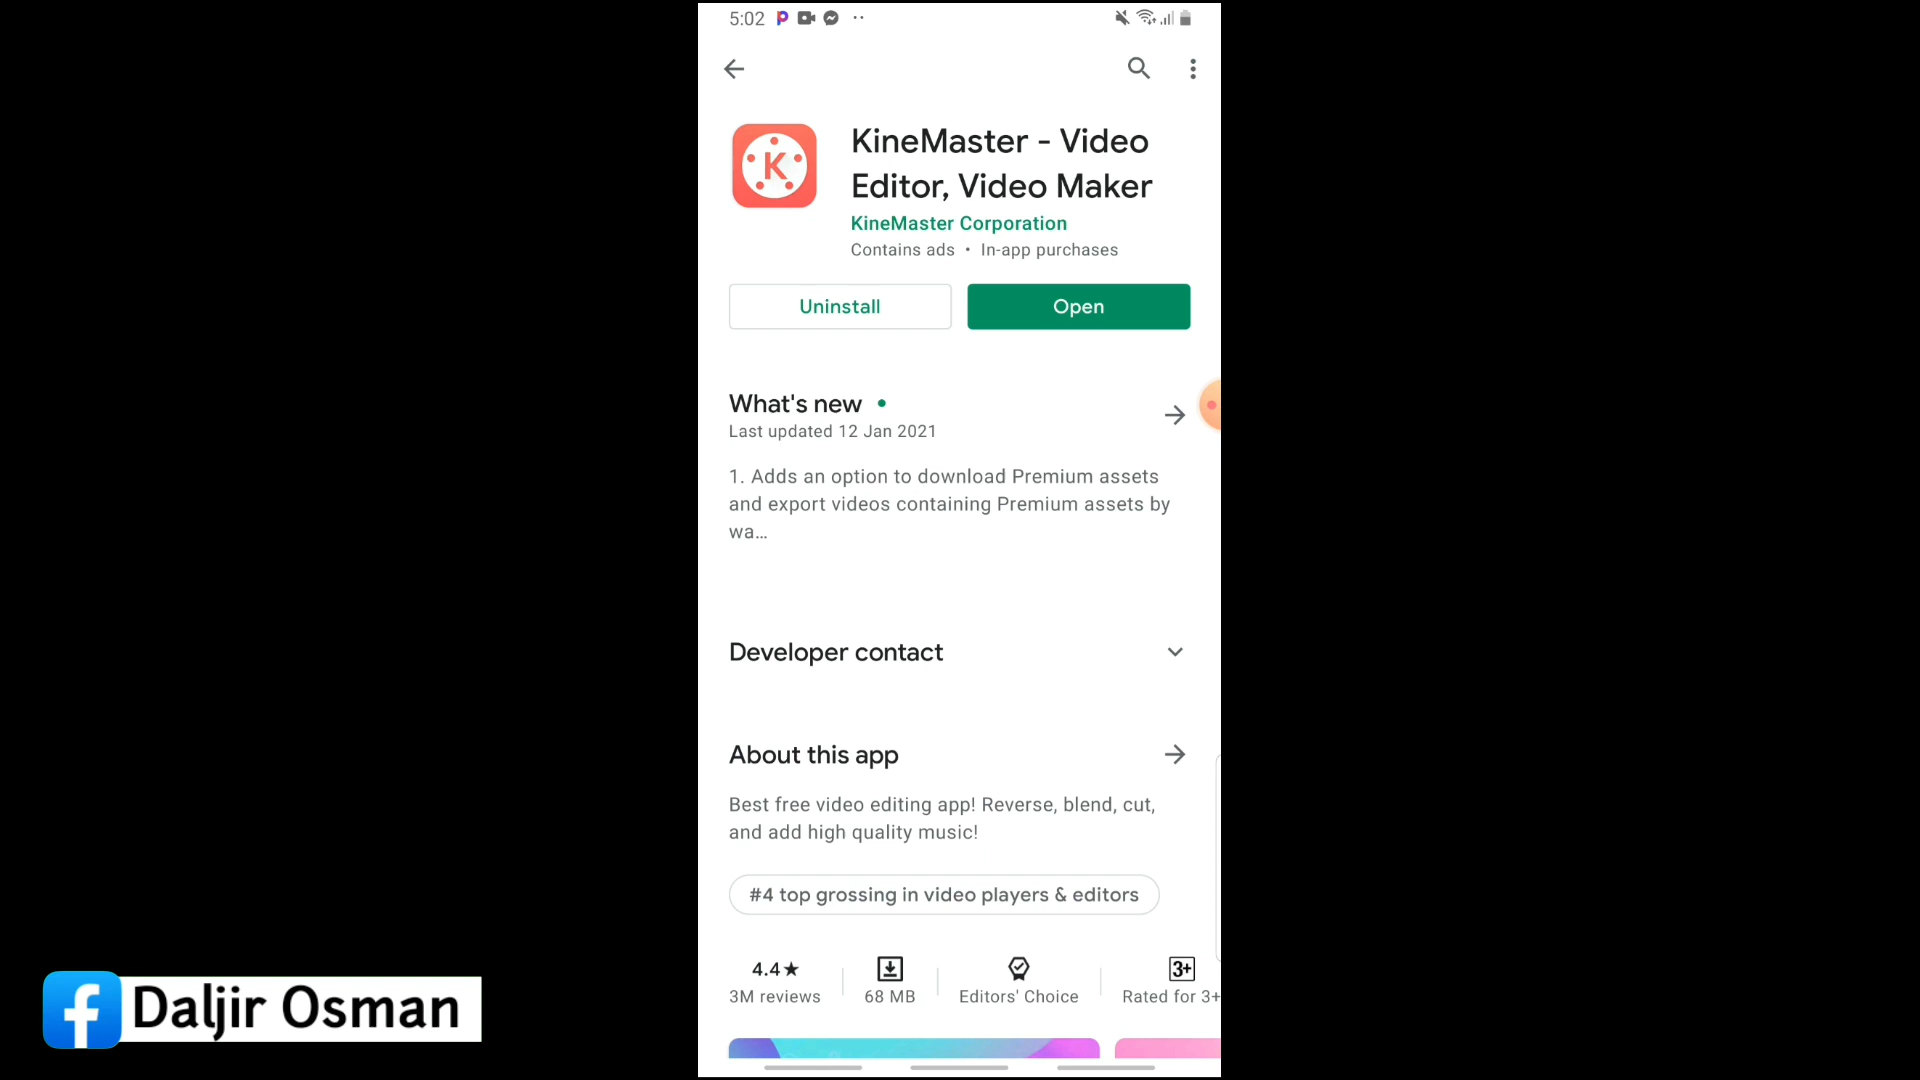 5:02
KineMaster - Video
Editor, Video Maker
KineMaster Corporation
Contains ads • In-app purchases
Uninstall
Open
What's new •
Last updated 12 Jan 2021
1. Adds an option to download Premium assets
and export videos containing Premium assets by
wa...
Developer contact
About this app
Best free video editing app! Reverse, blend, cut,
and add high quality music!
#4 top grossing in video players & editors
4.4★
3M reviews
68 MB
Editors' Choice
3+
Rated for 3+
K
f Daljir Osman